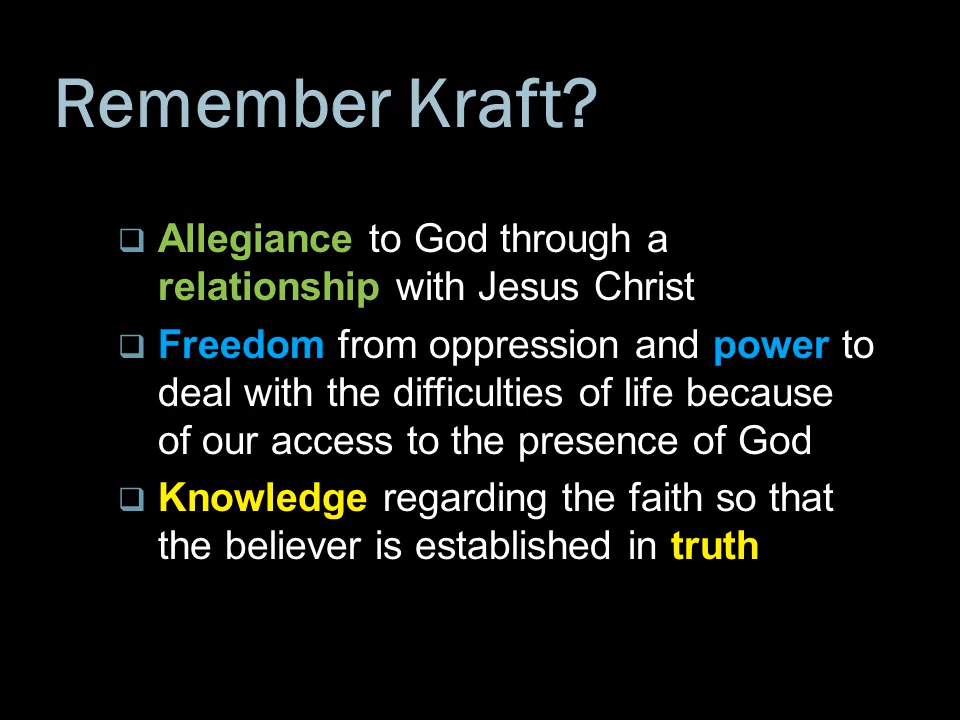 Remember Kraft?
Allegiance to God through a
relationship with Jesus Christ
Freedom from oppression and power to
deal with the difficulties of life because
of our access to the presence of God
Knowledge regarding the faith so that
the believer is established in truth